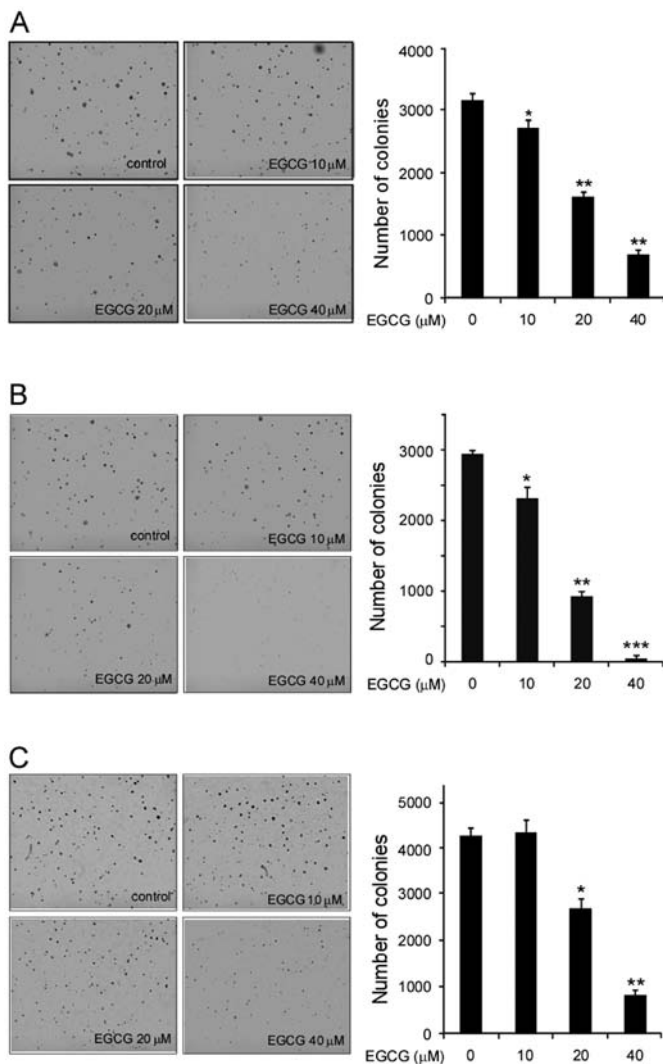 A
control
EGCG 10 μM
EGCG 20 μM
EGCG 40 μM
Number of colonies
4000
3000
2000
1000
0
*
**
**
EGCG (μM) 0 10 20 40
B
control
EGCG 10 μM
EGCG 20 μM
EGCG 40 μM
Number of colonies
3000
2000
1000
0
*
**
***
EGCG (μM) 0 10 20 40
C
control
EGCG 10 μM
EGCG 20 μM
EGCG 40 μM
Number of colonies
5000
4000
3000
2000
1000
0
*
**
EGCG (μM) 0 10 20 40